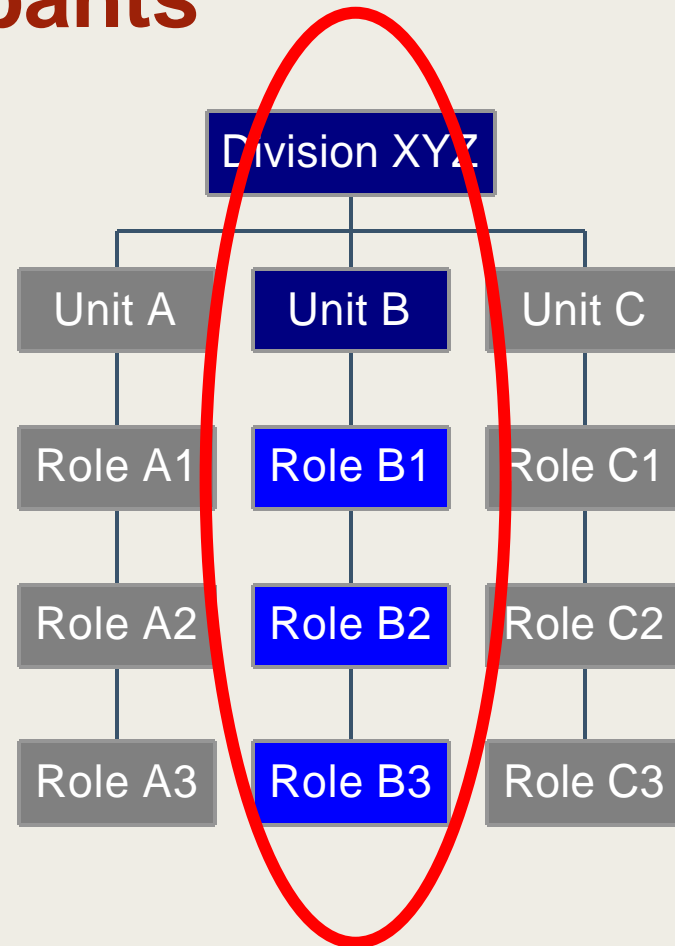 pants
Division XYZ
Unit A Unit B Unit C
Role A1 Role B1 Role C1
Role A2 Role B2 Role C2
Role A3 Role B3 Role C3